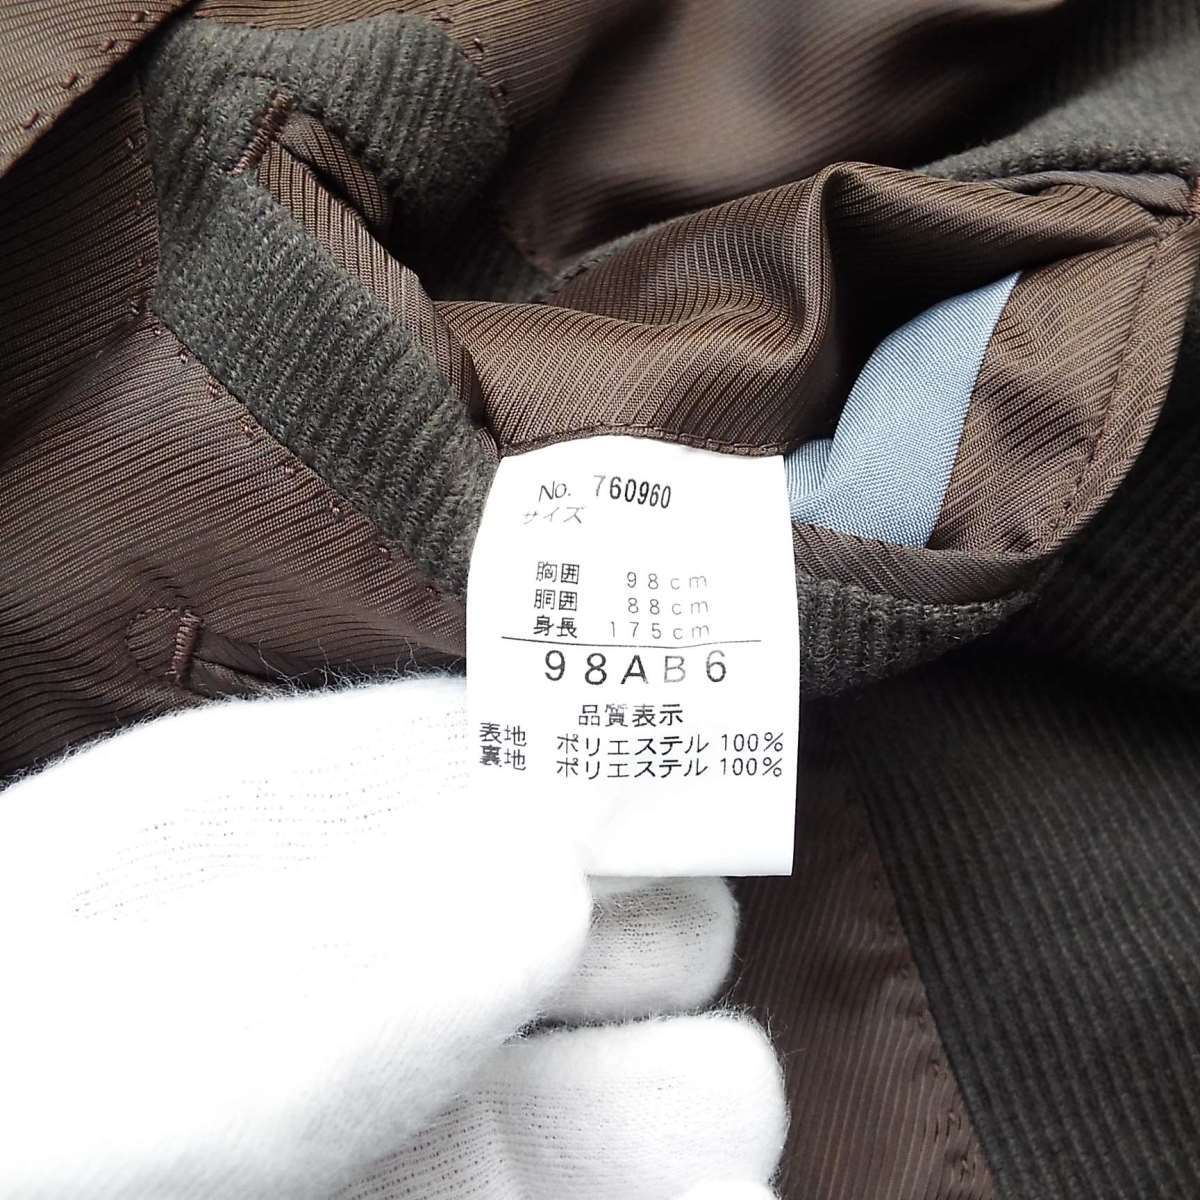 No. 760960
サイズ
胸囲 98cm
胴囲 88cm
身長 175cm
98AB6
品質表示
表地 ポリエステル 100%
裏地 ポリエステル 100%